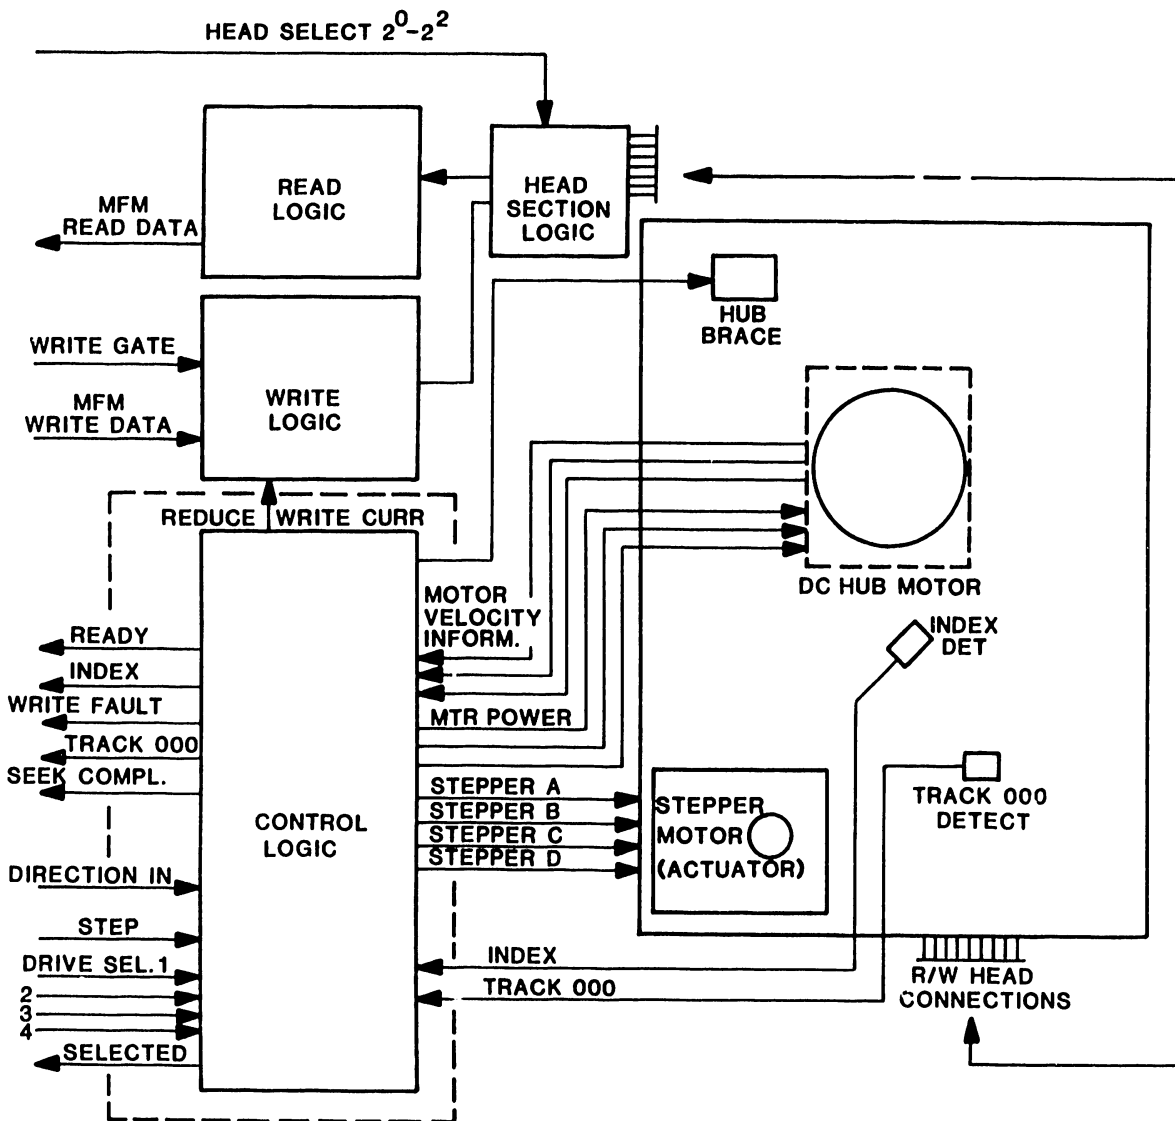 HEAD SELECT 2⁰-2²
READ
LOGIC
HEAD
SECTION
LOGIC
MFM
READ DATA
HUB
BRACE
WRITE GATE
MFM
WRITE DATA
WRITE
LOGIC
REDUCE WRITE CURR
DC HUB MOTOR
MOTOR
VELOCITY
INFORM.
INDEX
DET
READY
INDEX
WRITE FAULT
TRACK 000
SEEK COMPL.
MTR POWER
CONTROL
LOGIC
STEPPER A
STEPPER B
STEPPER C
STEPPER D
STEPPER
MOTOR
(ACTUATOR)
TRACK 000
DETECT
DIRECTION IN
STEP
DRIVE SEL.1
2
3
4
SELECTED
INDEX
TRACK 000
R/W HEAD
CONNECTIONS